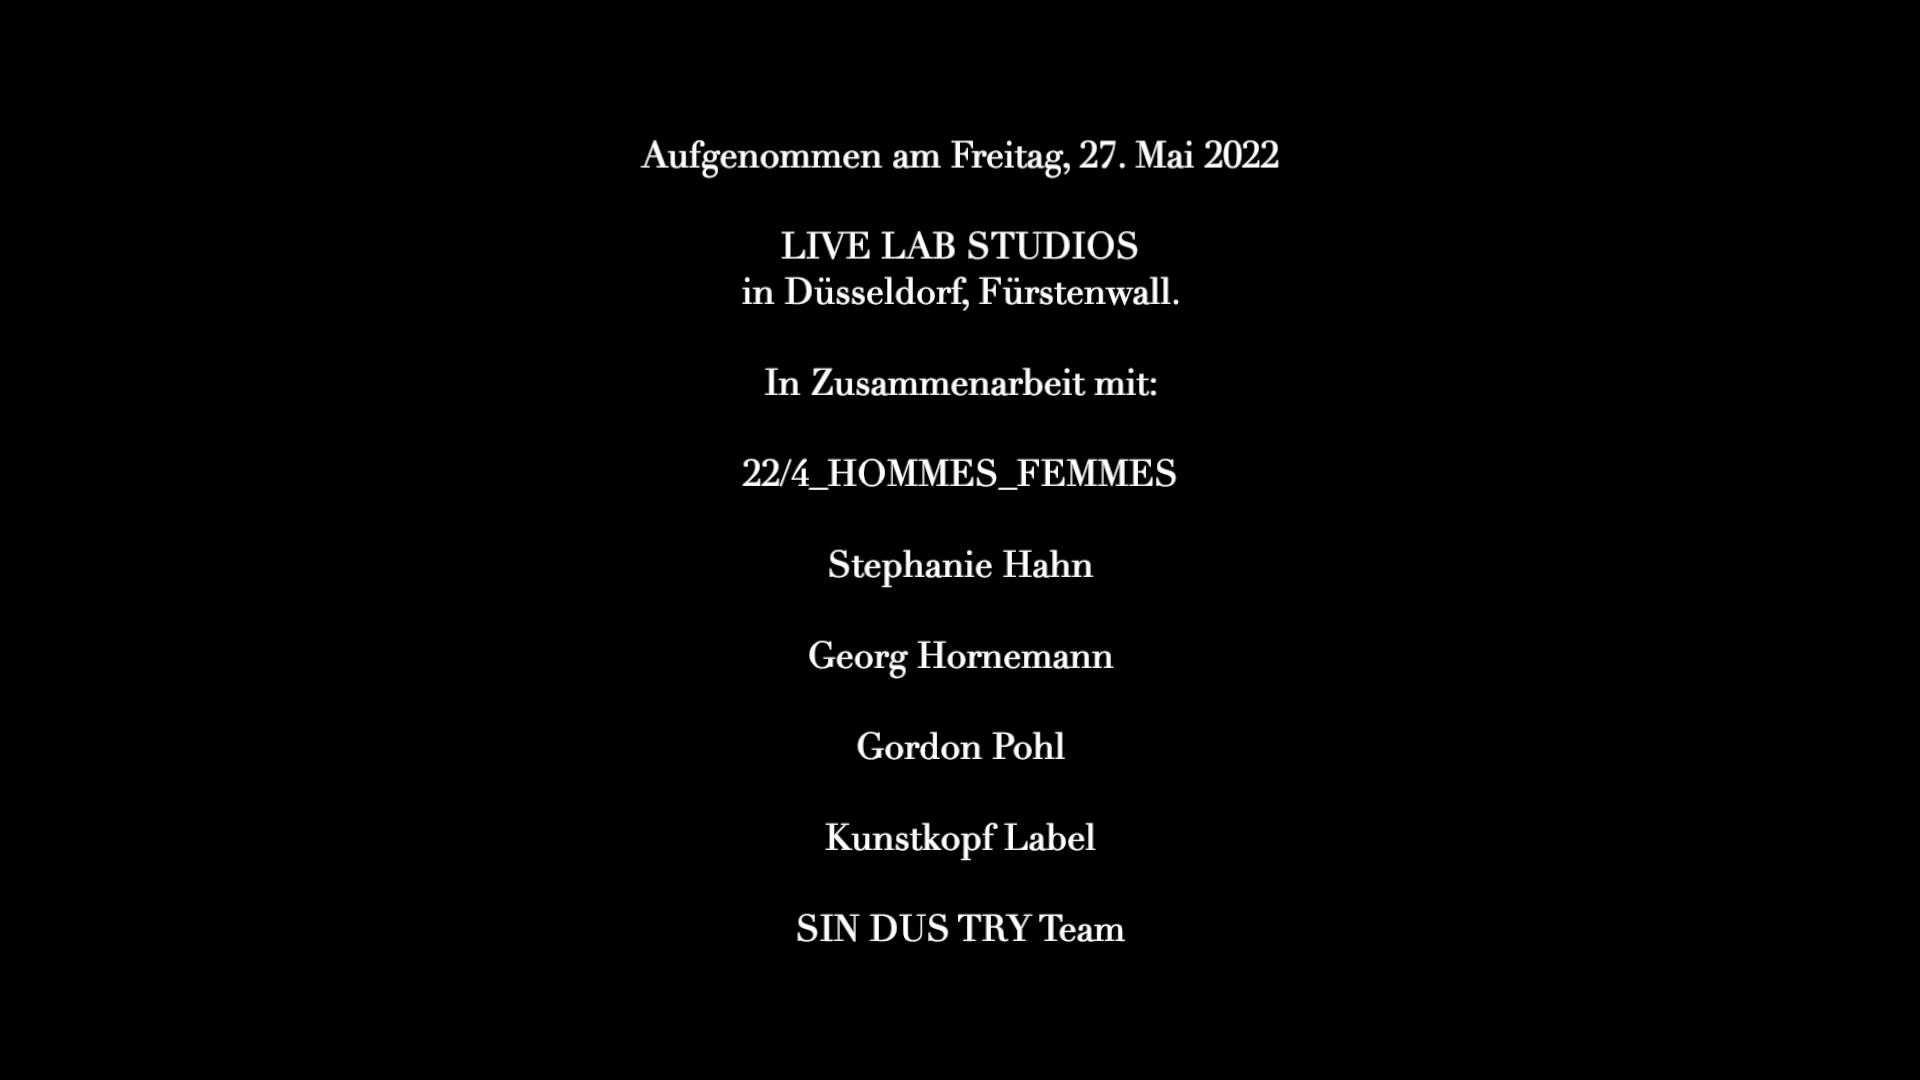 Aufgenommen am Freitag, 27. Mai 2022
LIVE LAB STUDIOS
in Düsseldorf, Fürstenwall.
In Zusammenarbeit mit:
22/4_HOMMES_FEMMES
Stephanie Hahn
Georg Hornemann
Gordon Pohl
Kunstkopf Label
SIN DUS TRY Team